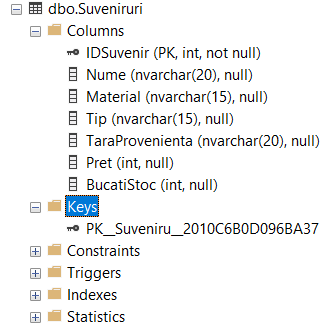 dbo.Suveniruri
Columns
IDSuvenir (PK, int, not null)
Nume (nvarchar(20), null)
Material (nvarchar(15), null)
Tip (nvarchar(15), null)
TaraProvenienta (nvarchar(20), null)
Pret (int, null)
BucatiStoc (int, null)
Keys
PK__Suveniru__2010C6B0D096BA37
Constraints
Triggers
Indexes
Statistics